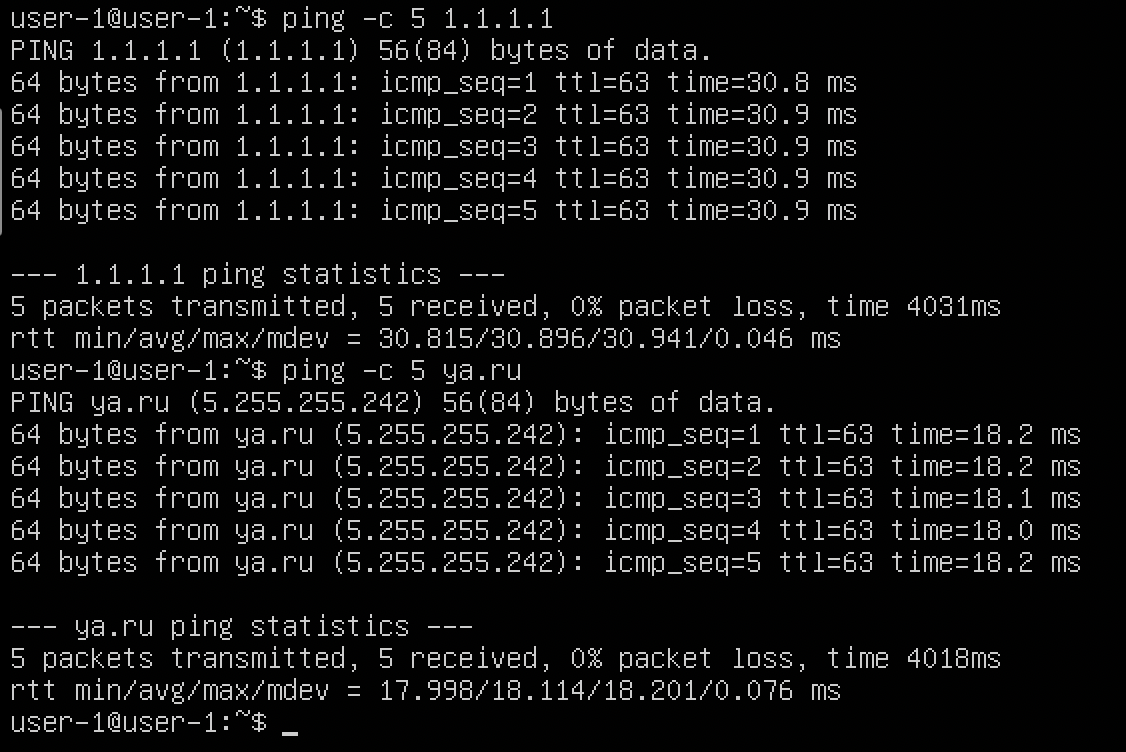 user-1@user-1:~$ ping -c 5 1.1.1.1
PING 1.1.1.1 (1.1.1.1) 56(84) bytes of data.
64 bytes from 1.1.1.1: icmp_seq=1 ttl=63 time=30.8 ms
64 bytes from 1.1.1.1: icmp_seq=2 ttl=63 time=30.9 ms
64 bytes from 1.1.1.1: icmp_seq=3 ttl=63 time=30.9 ms
64 bytes from 1.1.1.1: icmp_seq=4 ttl=63 time=30.9 ms
64 bytes from 1.1.1.1: icmp_seq=5 ttl=63 time=30.9 ms

--- 1.1.1.1 ping statistics ---
5 packets transmitted, 5 received, 0% packet loss, time 4031ms
rtt min/avg/max/mdev = 30.815/30.896/30.941/0.046 ms
user-1@user-1:~$ ping -c 5 ya.ru
PING ya.ru (5.255.255.242) 56(84) bytes of data.
64 bytes from ya.ru (5.255.255.242): icmp_seq=1 ttl=63 time=18.2 ms
64 bytes from ya.ru (5.255.255.242): icmp_seq=2 ttl=63 time=18.2 ms
64 bytes from ya.ru (5.255.255.242): icmp_seq=3 ttl=63 time=18.1 ms
64 bytes from ya.ru (5.255.255.242): icmp_seq=4 ttl=63 time=18.0 ms
64 bytes from ya.ru (5.255.255.242): icmp_seq=5 ttl=63 time=18.2 ms

--- ya.ru ping statistics ---
5 packets transmitted, 5 received, 0% packet loss, time 4018ms
rtt min/avg/max/mdev = 17.998/18.114/18.201/0.076 ms
user-1@user-1:~$ _